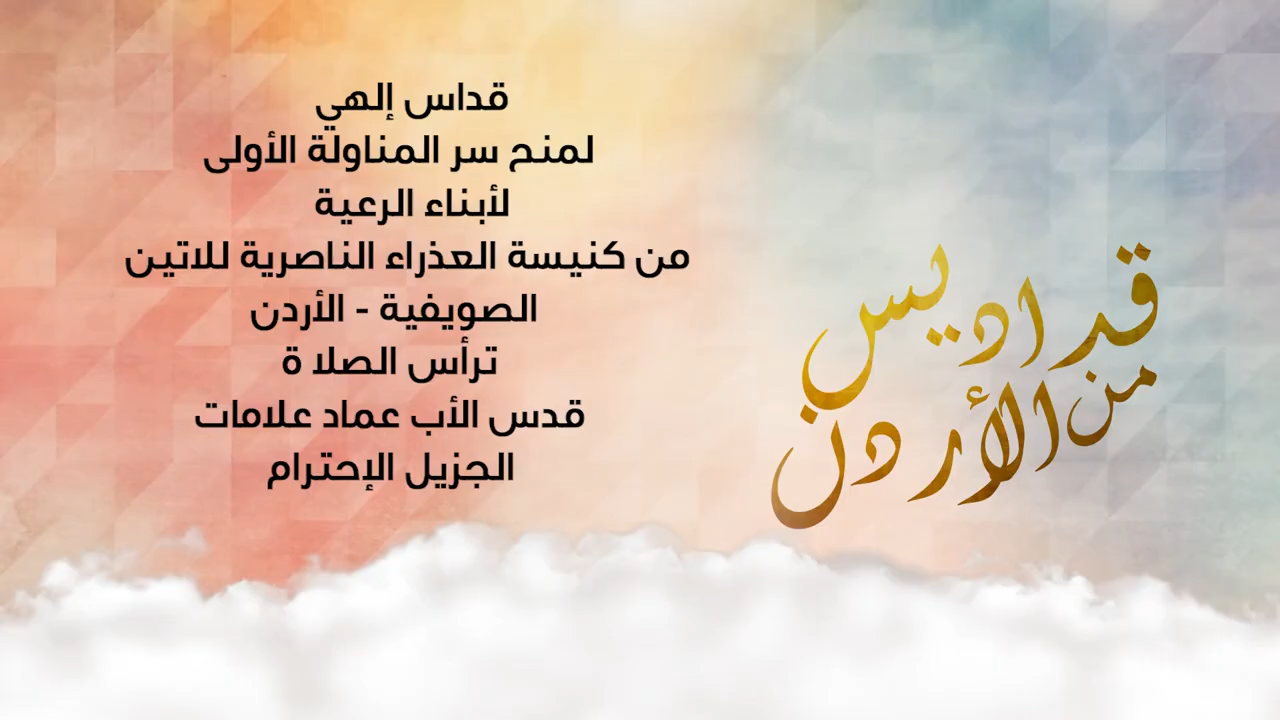 قداس إلهي
لمنح سر المناولة الأولى
لأبناء الرعية
من كنيسة العذراء الناصرية للاتين
الصويفية - الأردن
ترأس الصلا ة
قدس الأب عماد علامات
الجزيل الإحترام
قداديس
من الأردن